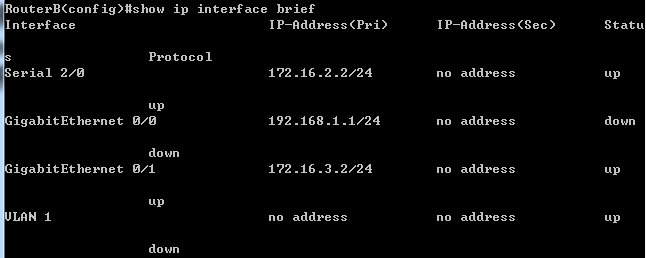 RouterB(config)#show ip interface brief
Interface IP-Address(Pri) IP-Address(Sec) Statu
s Protocol
Serial 2/0 172.16.2.2/24 no address up
up
GigabitEthernet 0/0 192.168.1.1/24 no address down
down
GigabitEthernet 0/1 172.16.3.2/24 no address up
up
VLAN 1 no address no address up
down